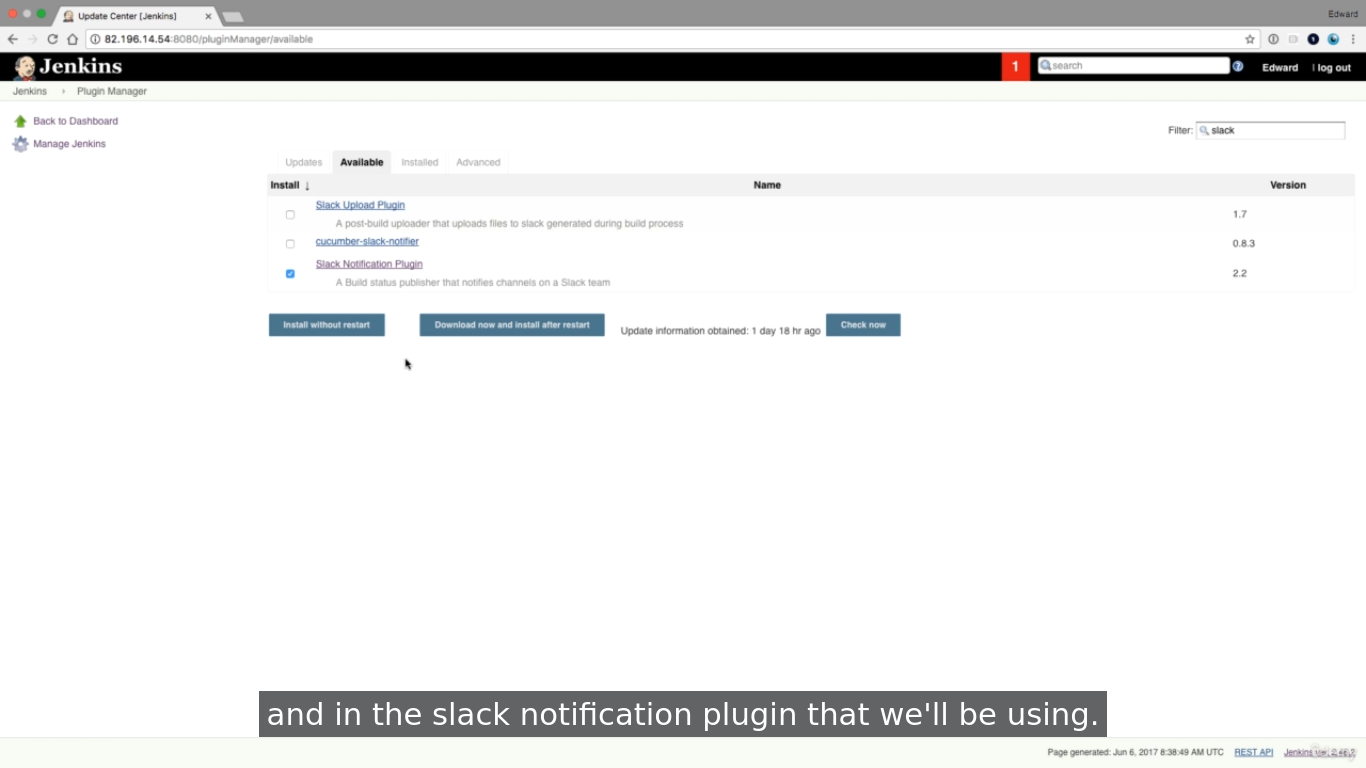 Update Center [Jenkins]
Edward
82.196.14.54:8080/pluginManager/available
Jenkins
1
search
Edward
log out
Jenkins
Plugin Manager
Back to Dashboard
Manage Jenkins
Filter:
slack
Updates
Available
Installed
Advanced
Install ↓
Name
Version
Slack Upload Plugin
A post-build uploader that uploads files to slack generated during build process
1.7
cucumber-slack-notifier
0.8.3
Slack Notification Plugin
A Build status publisher that notifies channels on a Slack team
2.2
Install without restart
Download now and install after restart
Update information obtained: 1 day 18 hr ago
Check now
and in the slack notification plugin that we'll be using.
Page generated: Jun 6, 2017 8:38:49 AM UTC
REST API
Jenkins